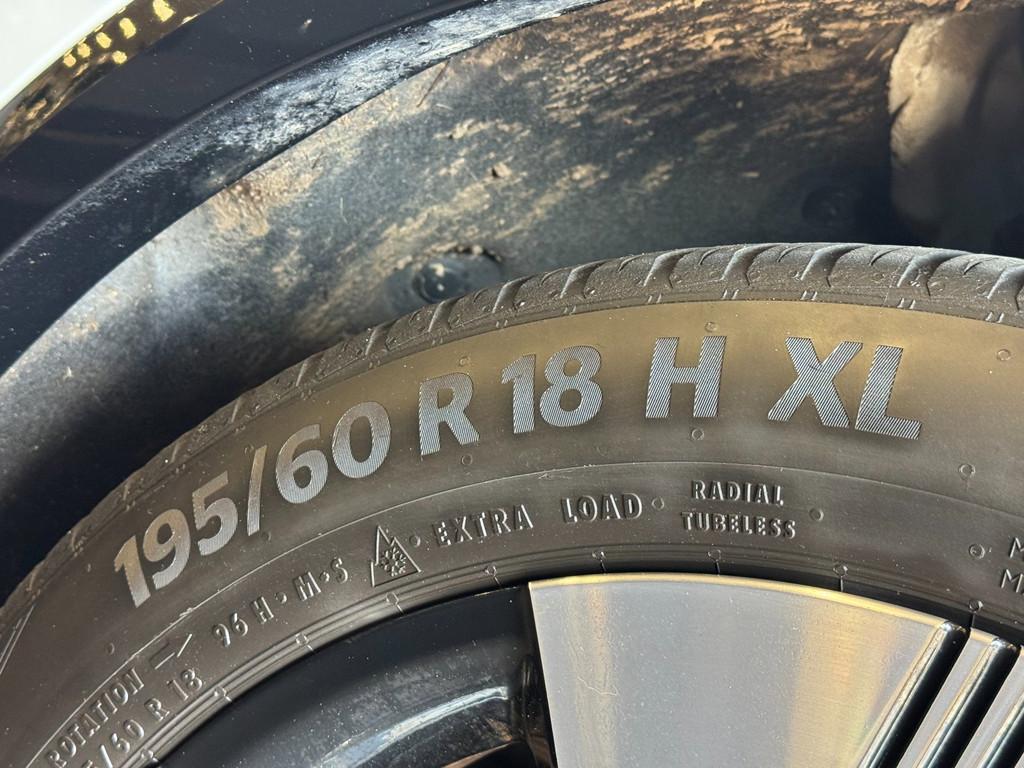 195/60 R 18 H XL
ROTATION 96 H · M·S EXTRA LOAD · RADIAL
TUBELESS
/60 R 18